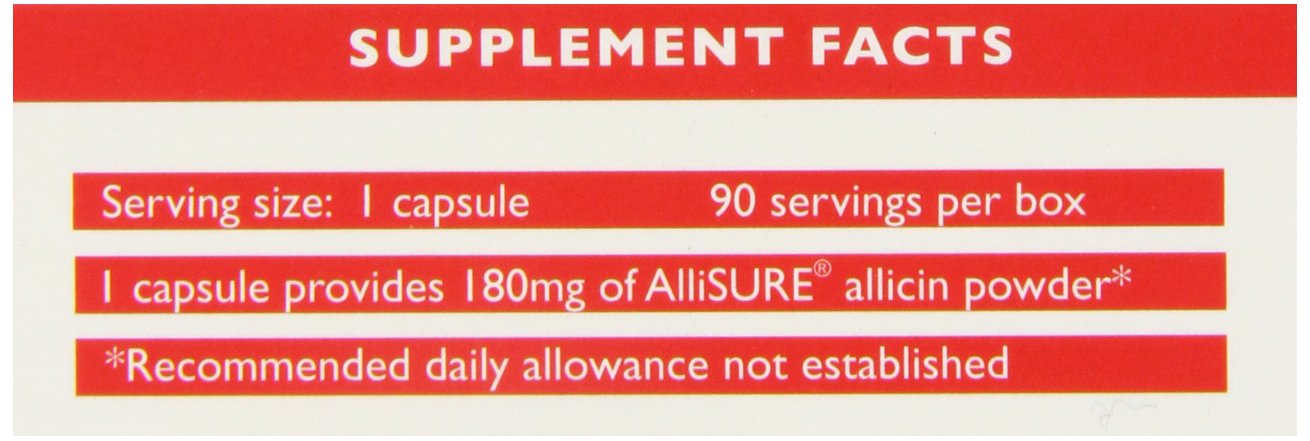 SUPPLEMENT FACTS
Serving size: 1 capsule 90 servings per box
1 capsule provides 180mg of AlliSURE® allicin powder*
*Recommended daily allowance not established